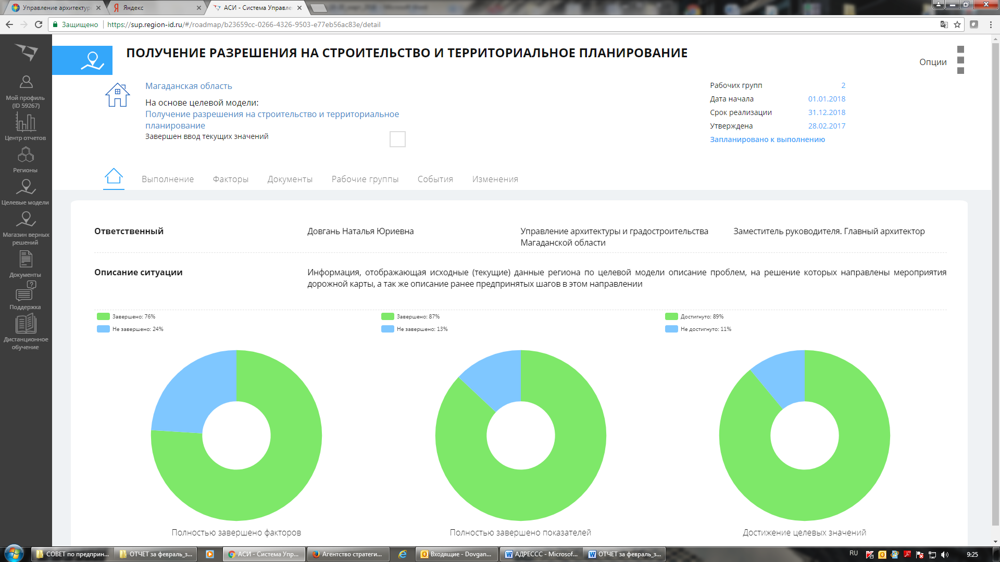 Управление архитектуры
Яндекс
АСИ - Система Управле
Защищено
https://sup.region-id.ru/#/roadmap/b23659cc-0266-4326-9503-e77eb56ac83e/detail
ПОЛУЧЕНИЕ РАЗРЕШЕНИЯ НА СТРОИТЕЛЬСТВО И ТЕРРИТОРИАЛЬНОЕ ПЛАНИРОВАНИЕ
Опции
Мой профиль
(ID 59267)
Центр отчетов
Регионы
Целевые модели
Магазин верных
решений
Документы
Поддержка
Дистанционное
обучение
Магаданская область
На основе целевой модели:
Получение разрешения на строительство и территориальное
планирование
Завершен ввод текущих значений
Рабочих групп 2
Дата начала 01.01.2018
Срок реализации 31.12.2018
Утверждена 28.02.2017
Запланировано к выполнению
Выполнение Факторы Документы Рабочие группы События Изменения
Ответственный
Довгань Наталья Юриевна
Управление архитектуры и градостроительства
Магаданской области
Заместитель руководителя. Главный архитектор
Описание ситуации
Информация, отображающая исходные (текущие) данные региона по целевой модели описание проблем, на решение которых направлены мероприятия
дорожной карты, а так же описание ранее предпринятых шагов в этом направлении
Завершено: 76%
Не завершено: 24%
Завершено: 87%
Не завершено: 13%
Достигнуто: 89%
Не достигнуто: 11%
Полностью завершено факторов
Полностью завершено показателей
Достижение целевых значений
СОВЕТ по предприн...
ОТЧЕТ за февраль_з...
АСИ - Система Упр...
Агентство стратеги...
Входящие - Dovgan...
АДРЕССС - Microsof...
ОТЧЕТ за февраль_з...
RU
9:25